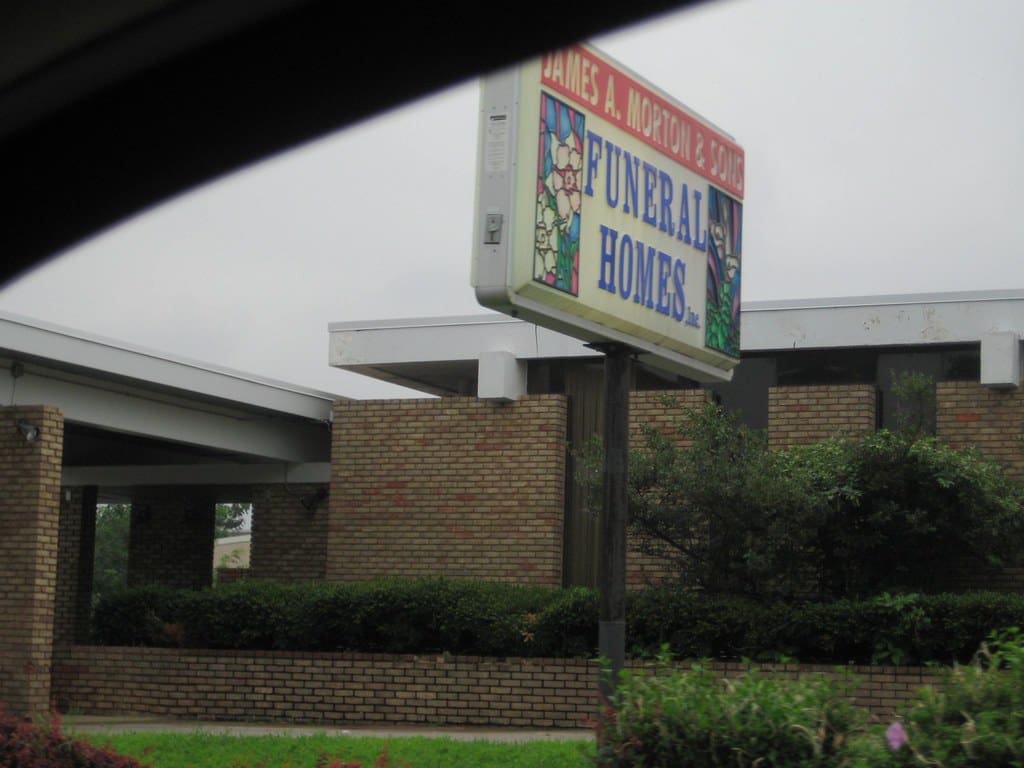 JAMES A. MORTON & SONS
FUNERAL
HOMES, Inc.